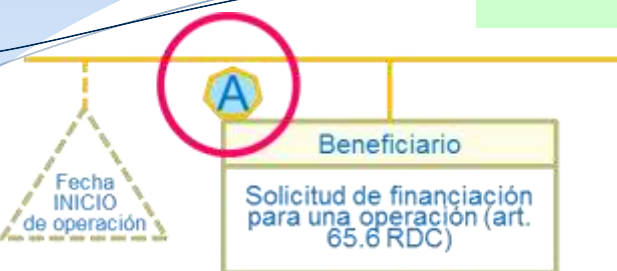 A
Beneficiario
Fecha
INICIO
de operación
Solicitud de financiación
para una operación (art.
65.6 RDC)